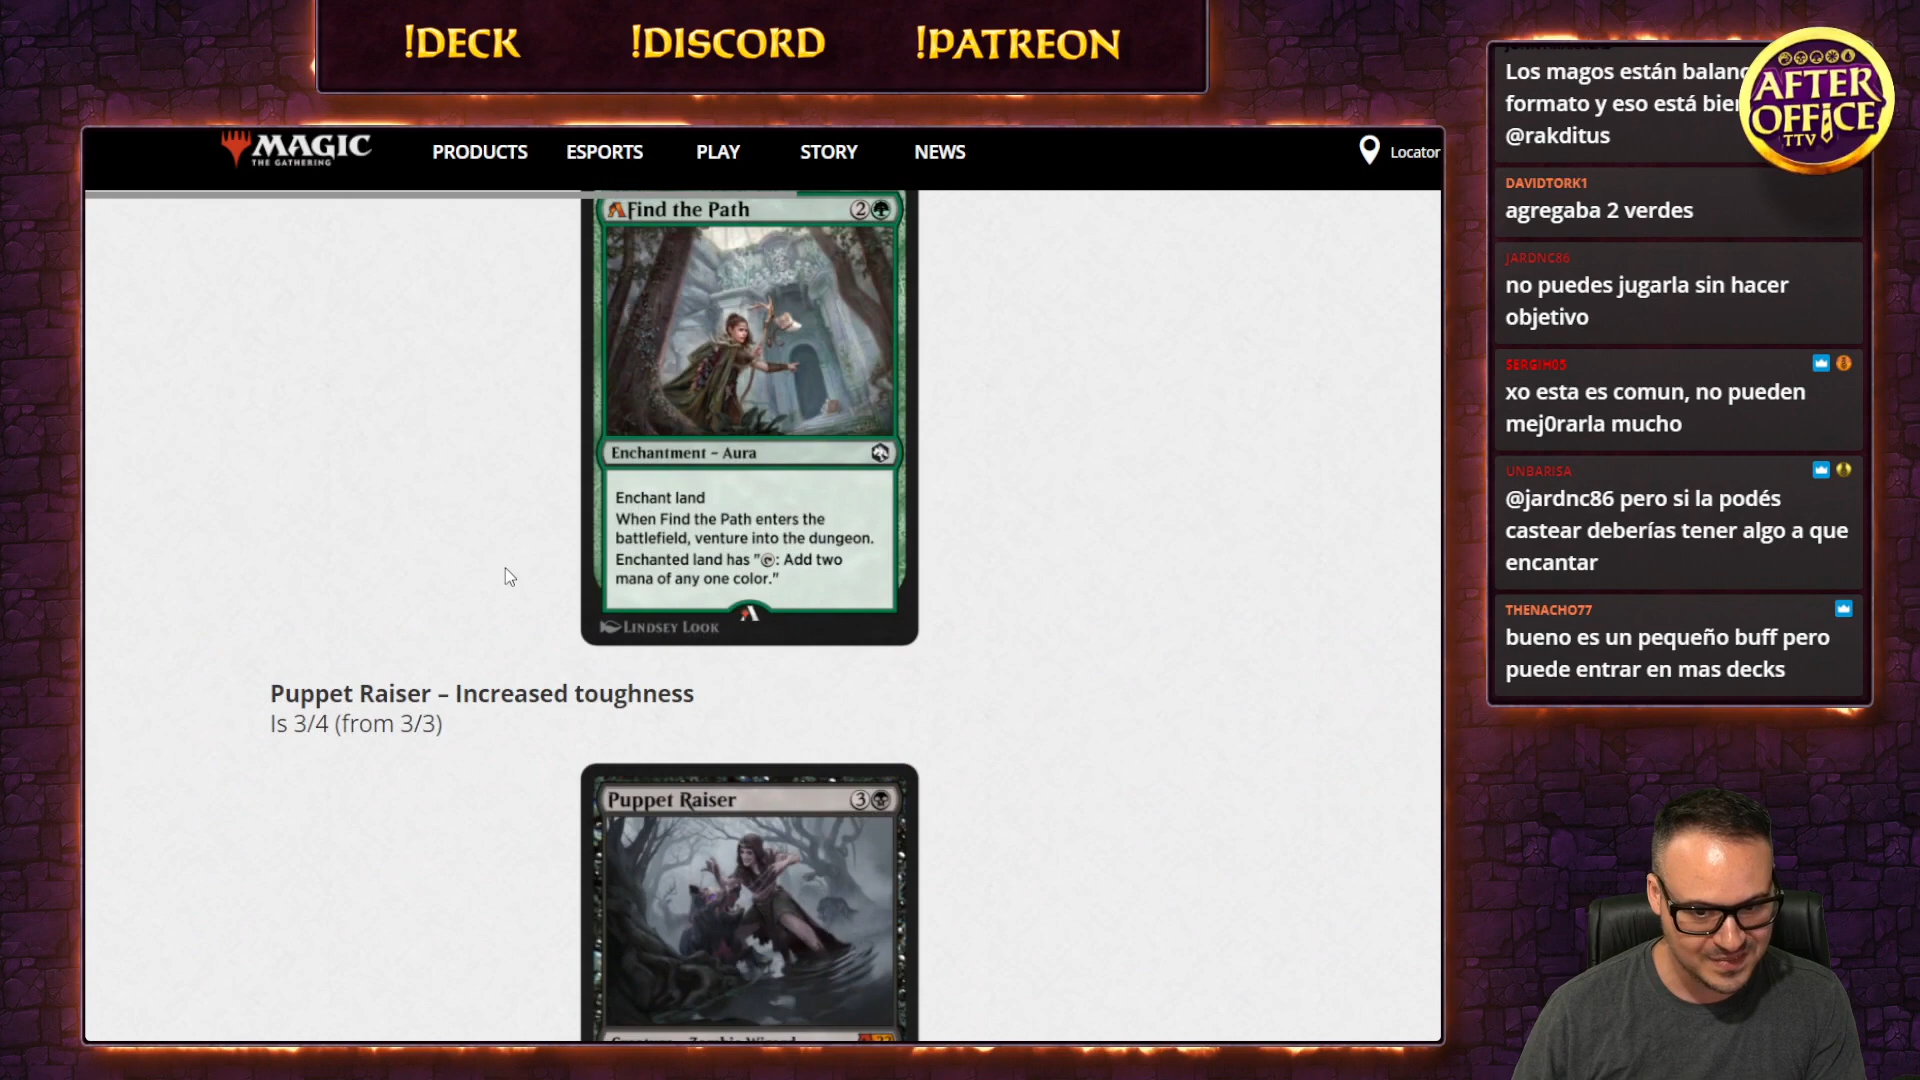 !DECK
!DISCORD
!PATREON
MAGIC
THE GATHERING
PRODUCTS
ESPORTS
PLAY
STORY
NEWS
Locator
Find the Path
2
Enchantment – Aura
Enchant land
When Find the Path enters the
battlefield, venture into the dungeon.
Enchanted land has "	: Add two
mana of any one color."
LINDSEY LOOK
Puppet Raiser – Increased toughness
Is 3/4 (from 3/3)
Puppet Raiser
3
Creature – Zombie Wizard
Los magos están balanc
formato y eso está bien
@rakditus
AFTER
OFFICE
TTV
DAVIDTORK1
agregaba 2 verdes
JARDNC86
no puedes jugarla sin hacer
objetivo
SERGIH05
xo esta es comun, no pueden
mej0rarla mucho
UNBARISA
@jardnc86 pero si la podés
castear deberías tener algo a que
encantar
THENACHO77
bueno es un pequeño buff pero
puede entrar en mas decks